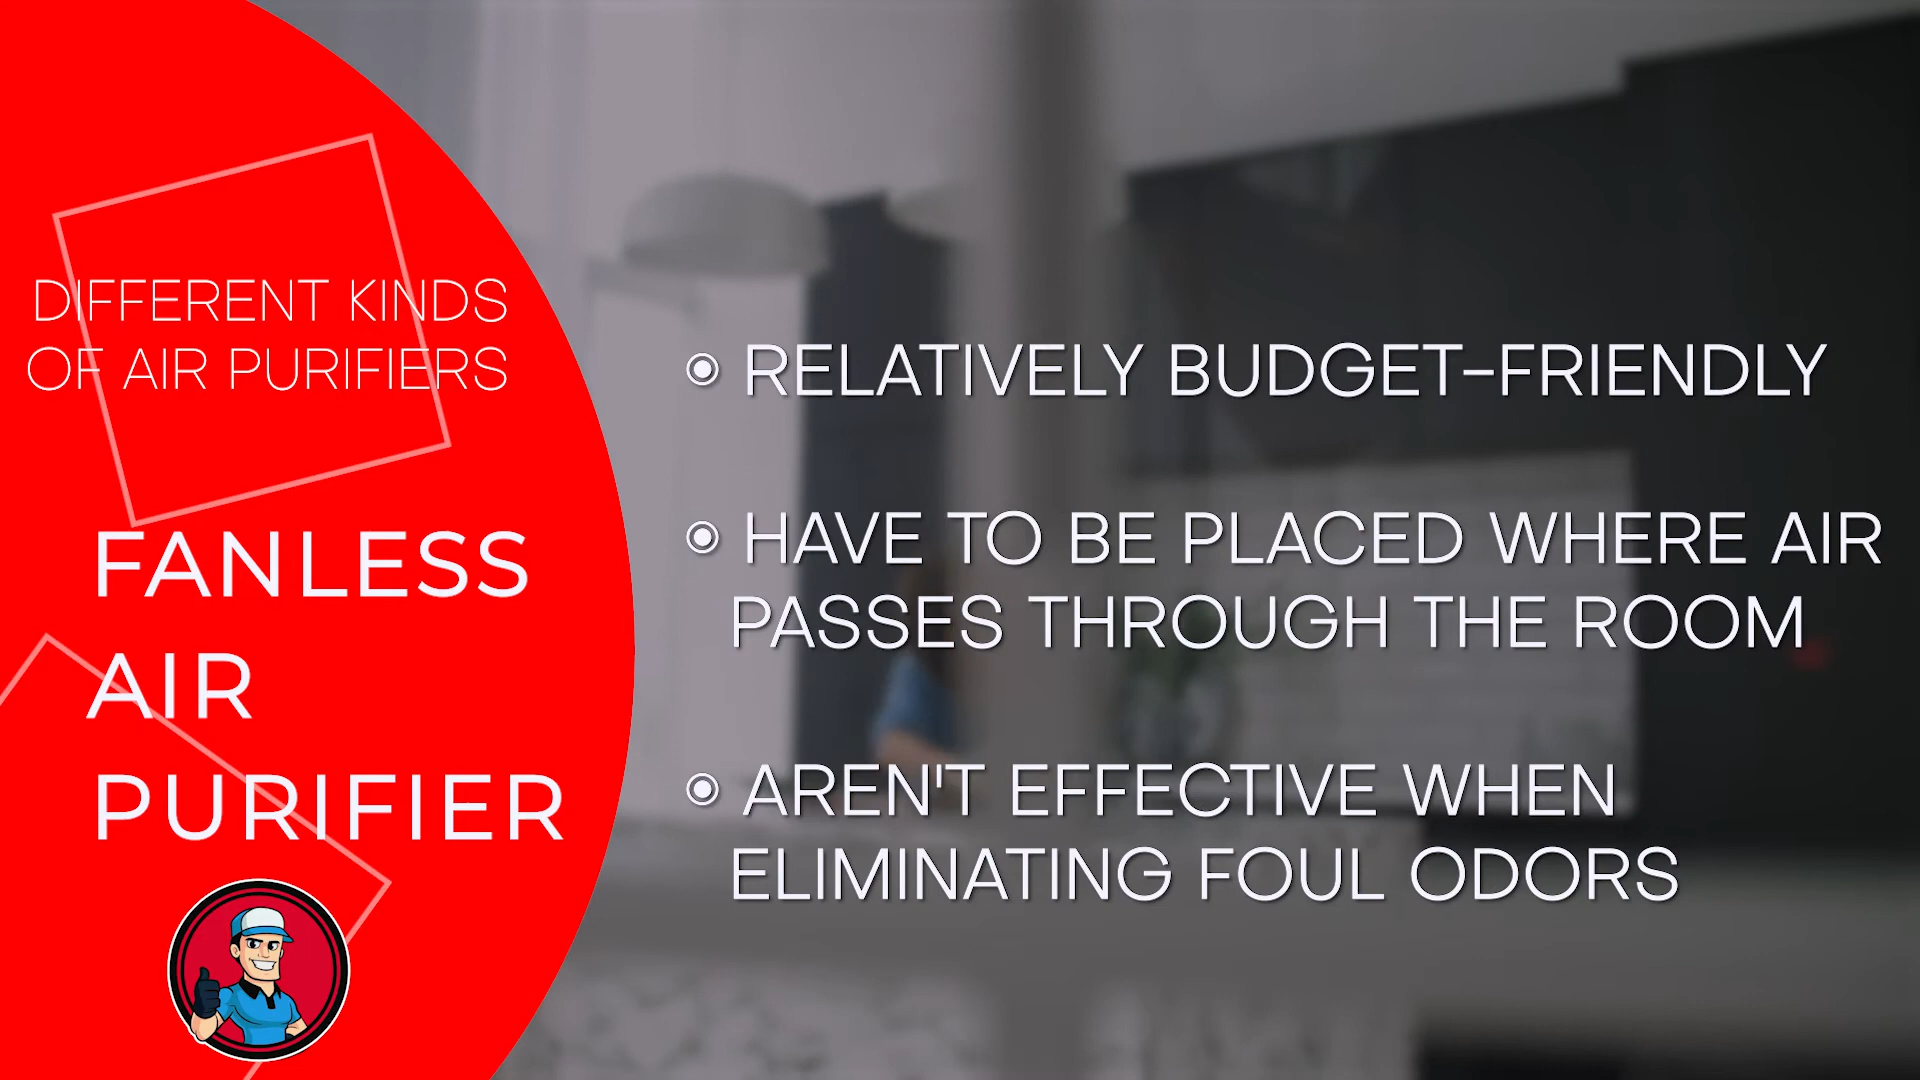 DIFFERENT KINDS
OF AIR PURIFIERS
FANLESS
AIR
PURIFIER
RELATIVELY BUDGET-FRIENDLY
HAVE TO BE PLACED WHERE AIR
PASSES THROUGH THE ROOM
AREN'T EFFECTIVE WHEN
ELIMINATING FOUL ODORS